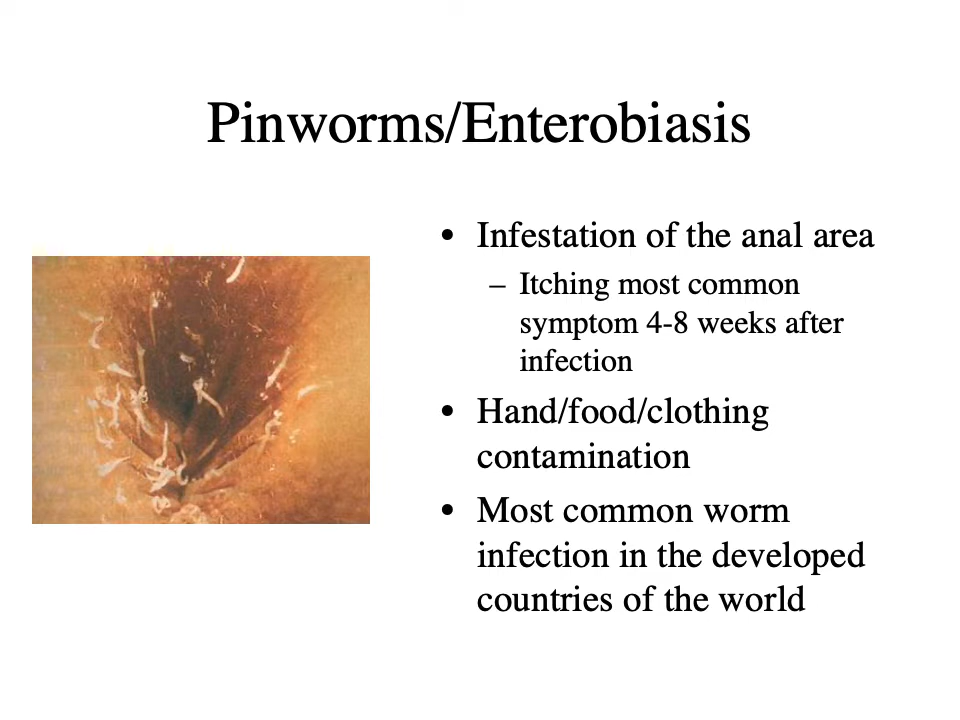 Pinworms/Enterobiasis
• Infestation of the anal area
– Itching most common
symptom 4-8 weeks after
infection
• Hand/food/clothing
contamination
• Most common worm
infection in the developed
countries of the world